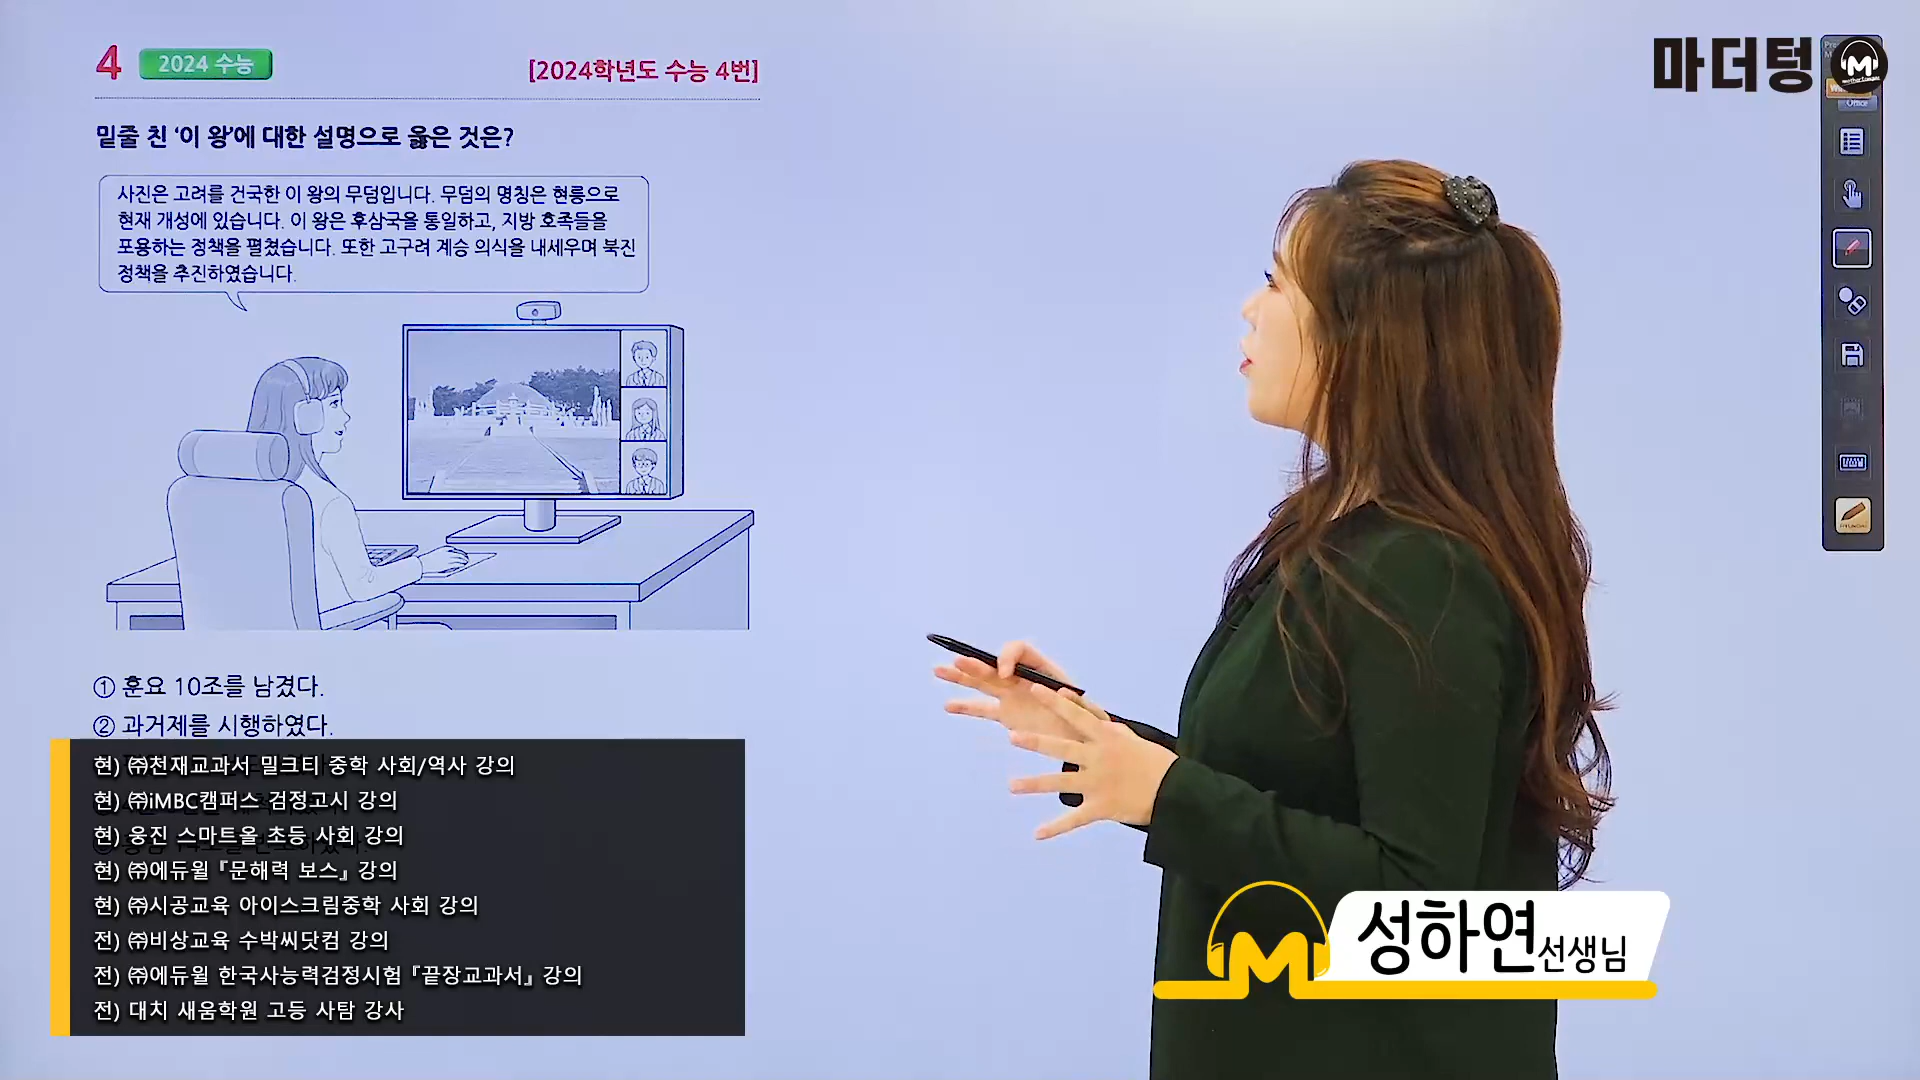 4 2024 수능 [2024학년도 수능 4번]
밑줄 친 ‘이 왕’에 대한 설명으로 옳은 것은?
사진은 고려를 건국한 이 왕의 무덤입니다. 무덤의 명칭은 현릉으로
현재 개성에 있습니다. 이 왕은 후삼국을 통일하고, 지방 호족들을
포용하는 정책을 펼쳤습니다. 또한 고구려 계승 의식을 내세우며 북진
정책을 추진하였습니다.
① 훈요 10조를 남겼다.
② 과거제를 시행하였다.
현) ㈜천재교과서 밀크티 중학 사회/역사 강의
현) ㈜iMBC캠퍼스 검정고시 강의
현) 웅진 스마트올 초등 사회 강의
현) ㈜에듀윌 『문해력 보스』 강의
현) ㈜시공교육 아이스크림중학 사회 강의
전) ㈜비상교육 수박씨닷컴 강의
전) ㈜에듀윌 한국사능력검정시험 『끝장교과서』 강의
전) 대치 새움학원 고등 사탐 강사
마더텅 M
Office
M 성하연 선생님